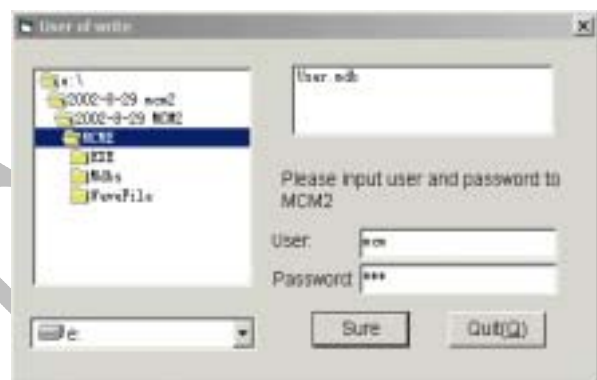 User of write
e:\
2002-8-29 mcm2
2002-8-29 MCM2
MCM2
Mdbs
WaveFile
User.mdb
Please input user and password to
MCM2
User: mcm
Password: ***
e:
Sure
Quit(Q)